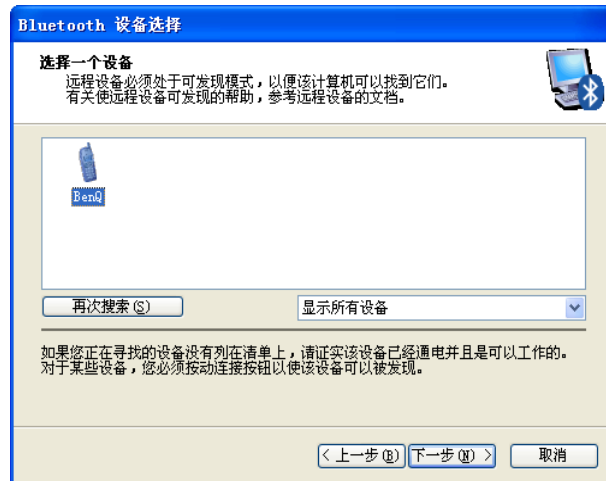 Bluetooth 设备选择
选择一个设备
远程设备必须处于可发现模式，以便该计算机可以找到它们。
有关使远程设备可发现的帮助，参考远程设备的文档。
BenQ
再次搜索(S)
显示所有设备
如果您正在寻找的设备没有列在清单上，请证实该设备已经通电并且是可以工作的。
对于某些设备，您必须按动连接按钮以使该设备可以被发现。
< 上一步(B)
下一步(N) >
取消